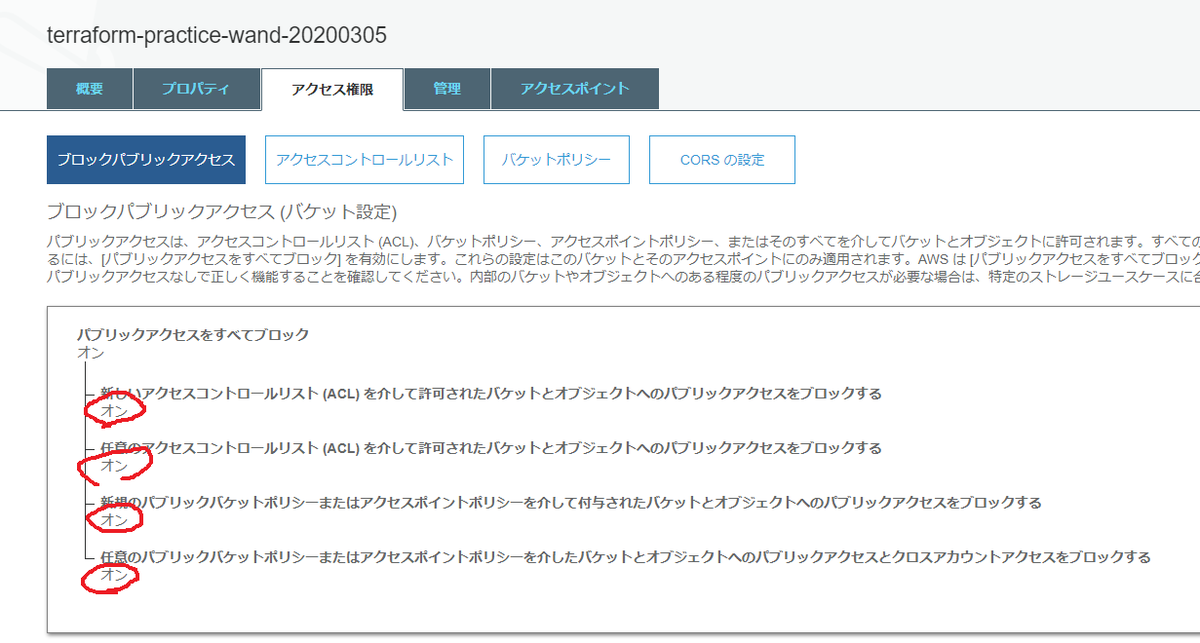 terraform-practice-wand-20200305
概要 プロパティ アクセス権限 管理 アクセスポイント
ブロックパブリックアクセス アクセスコントロールリスト バケットポリシー CORS の設定
ブロックパブリックアクセス (バケット設定)
パブリックアクセスは、アクセスコントロールリスト (ACL)、バケットポリシー、アクセスポイントポリシー、またはそのすべてを介してバケットとオブジェクトに許可されます。すべての
るには、[パブリックアクセスをすべてブロック] を有効にします。これらの設定はこのバケットとそのアクセスポイントにのみ適用されます。AWS は [パブリックアクセスをすべてブロック
パブリックアクセスなしで正しく機能することを確認してください。内部のバケットやオブジェクトへのある程度のパブリックアクセスが必要な場合は、特定のストレージユースケースに合
パブリックアクセスをすべてブロック
オン
新しいアクセスコントロールリスト (ACL) を介して許可されたバケットとオブジェクトへのパブリックアクセスをブロックする
オン
任意のアクセスコントロールリスト (ACL) を介して許可されたバケットとオブジェクトへのパブリックアクセスをブロックする
オン
新規のパブリックバケットポリシーまたはアクセスポイントポリシーを介して付与されたバケットとオブジェクトへのパブリックアクセスをブロックする
オン
任意のパブリックバケットポリシーまたはアクセスポイントポリシーを介したバケットとオブジェクトへのパブリックアクセスとクロスアカウントアクセスをブロックする
オン